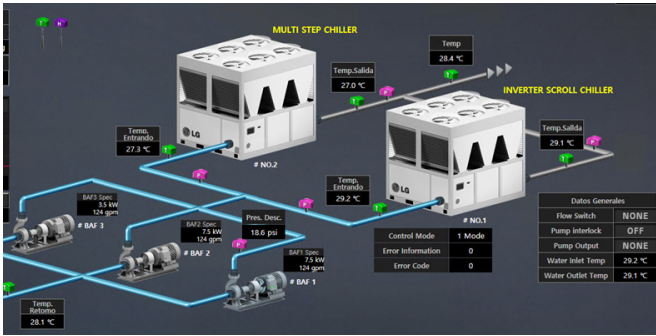 MULTI STEP CHILLER
Temp
28.4 ℃
Temp.Salida
27.0 ℃
INVERTER SCROLL CHILLER
LG
Temp.
Entrando
27.3 ℃
# NO.2
Temp.Salida
29.1 ℃
Temp.
Entrando
29.2 ℃
LG
# NO.1
BAF3 Spec
3.5 kW
124 gpm
# BAF 3
BAF2 Spec
7.5 kW
124 gpm
# BAF 2
Pres. Desc.
18.6 psi
BAF1 Spec
7.5 kW
124 gpm
# BAF 1
Control Mode 1 Mode
Error Information 0
Error Code 0
Datos Generales
Flow Switch NONE
Pump interlock OFF
Pump Output NONE
Water Inlet Temp 29.2 ℃
Water Outlet Temp 29.1 ℃
Temp.
Retorno
28.1 ℃